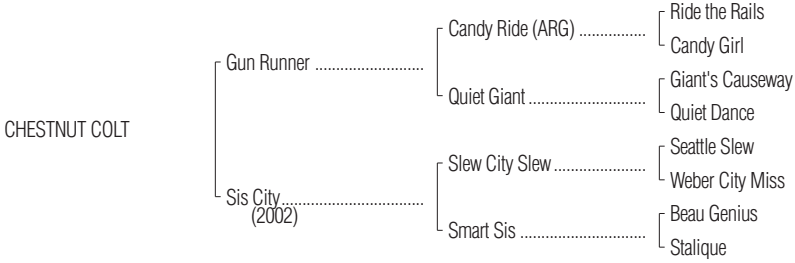 Ride the Rails
Candy Ride (ARG) ................
Candy Girl
Gun Runner ..........................
Giant's Causeway
Quiet Giant ............................
Quiet Dance
CHESTNUT COLT
Seattle Slew
Slew City Slew ......................
Weber City Miss
Sis City..................................
(2002)
Beau Genius
Smart Sis ..............................
Stalique